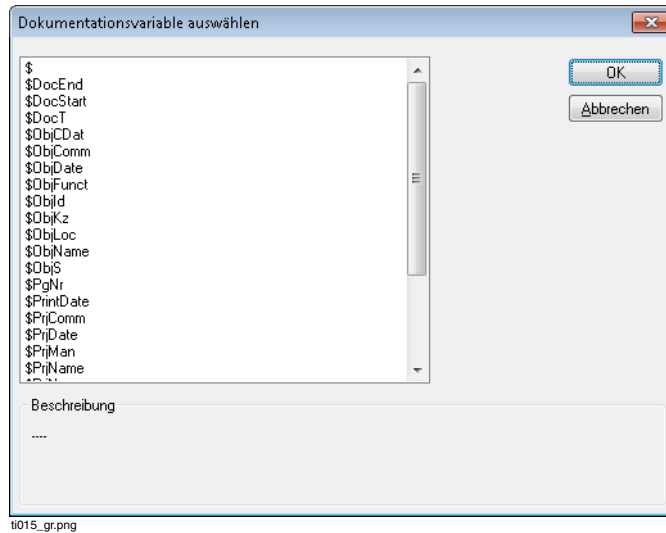 Dokumentationsvariable auswählen
$
$DocEnd
$DocStart
$DocT
$ObjCDat
$ObjComm
$ObjDate
$ObjFunct
$ObjId
$ObjKz
$ObjLoc
$ObjName
$ObjS
$PgNr
$PrintDate
$PrjComm
$PrjDate
$PrjMan
$PrjName
OK
Abbrechen
Beschreibung
----
ti015_gr.png